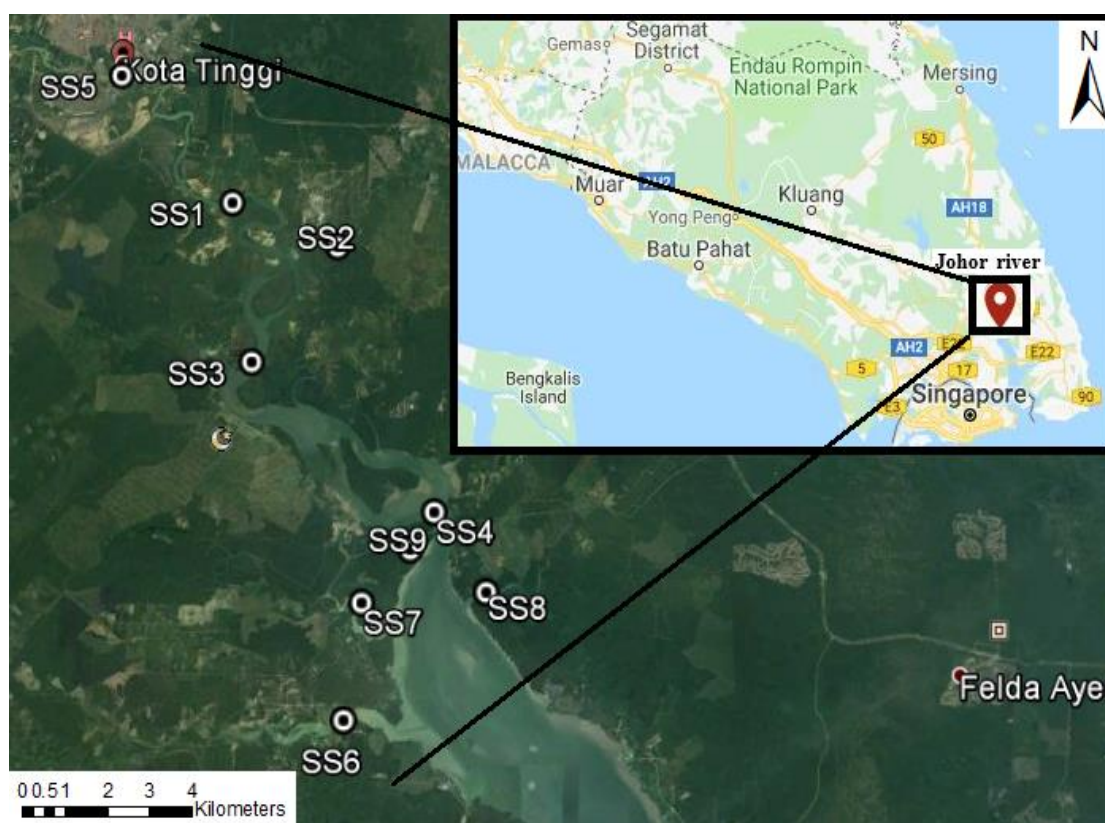 Kota Tinggi
SS5
SS1
SS2
SS3
SS4
SS9
SS7
SS8
SS6
Felda Aye
0 0.5 1 2 3 4
Kilometers
Segamat
District
Gemas
Endau Rompin
National Park
Mersing
N
50
MALACCA
Muar
AH2
Kluang
AH18
Yong Peng
Batu Pahat
Johor river
Bengkalis
Island
5
AH2
E22
17
E22
E3
Singapore
90